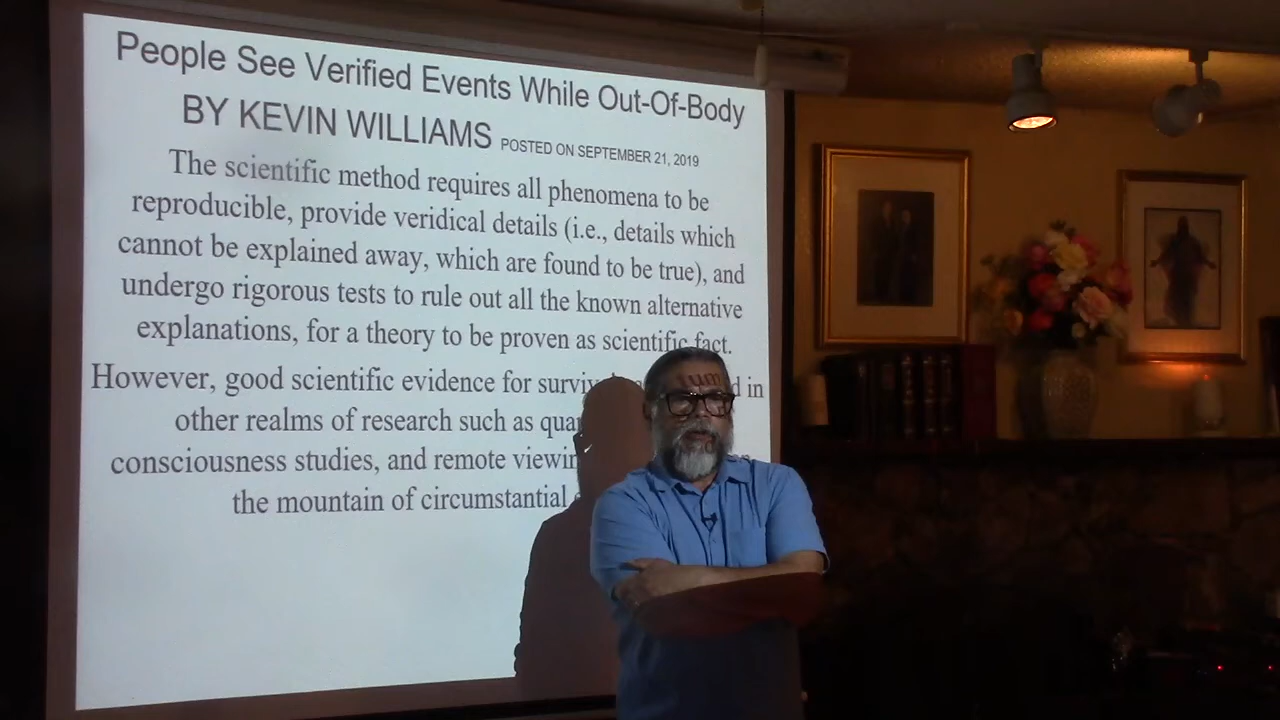 People See Verified Events While Out-Of-Body
BY KEVIN WILLIAMS POSTED ON SEPTEMBER 21, 2019
The scientific method requires all phenomena to be
reproducible, provide veridical details (i.e., details which
cannot be explained away, which are found to be true), and
undergo rigorous tests to rule out all the known alternative
explanations, for a theory to be proven as scientific fact.
However, good scientific evidence for in
other realms of research such as tum
consciousness studies, and remote
the mountain of circumstantial